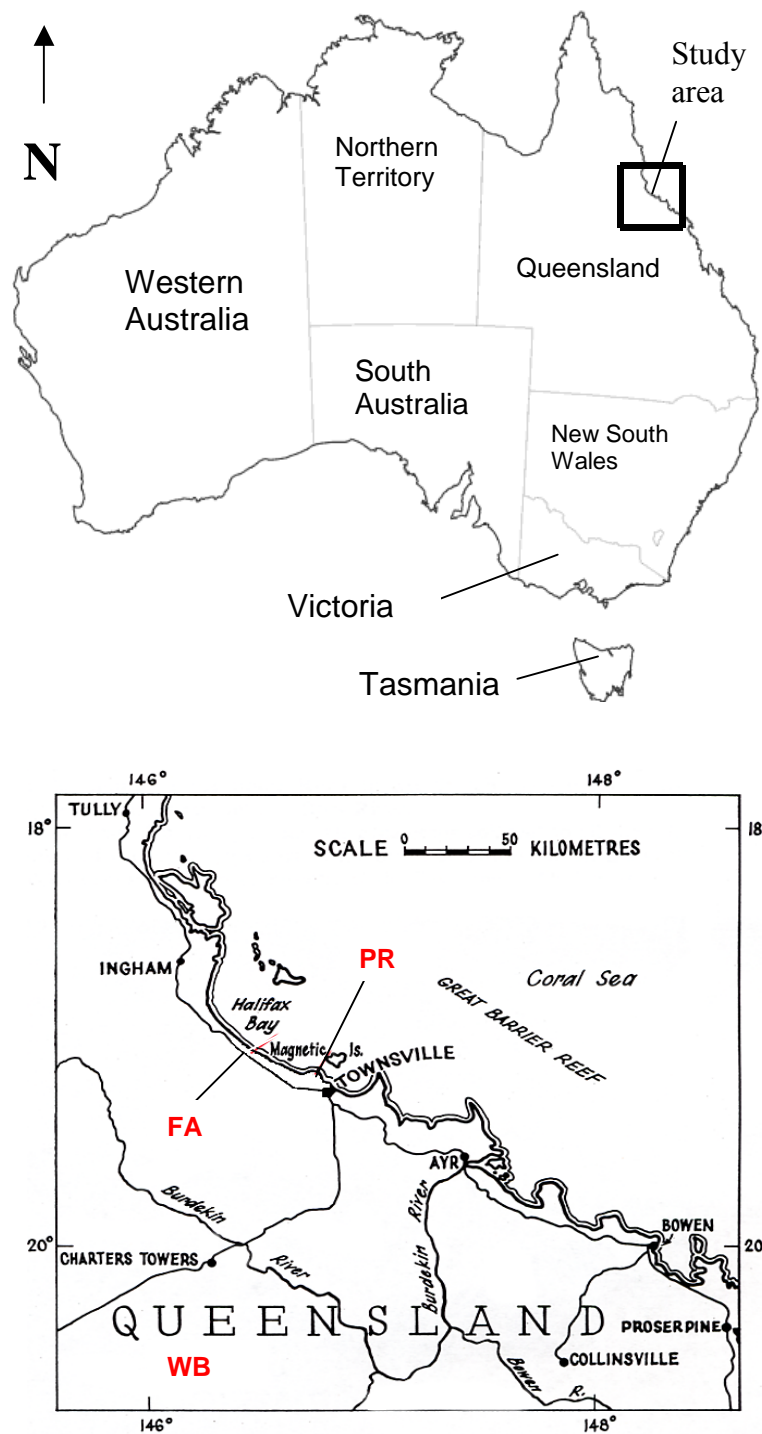 Study
area
N
Northern
Territory
Western
Australia
Queensland
South
Australia
New South
Wales
Victoria
Tasmania
146° 148°
TULLY
18° 18
SCALE 0 50 KILOMETRES
PR
INGHAM
Coral Sea
Halifax
Bay
GREAT BARRIER REEF
Magnetic Is.
TOWNSVILLE
FA
AYR
Burdekin
River
Burdekin River
BOWEN
20° 20
CHARTERS TOWERS
QUEENSLAND
PROSERPINE
COLLINSVILLE
WB
Bowen R.
146° 148°